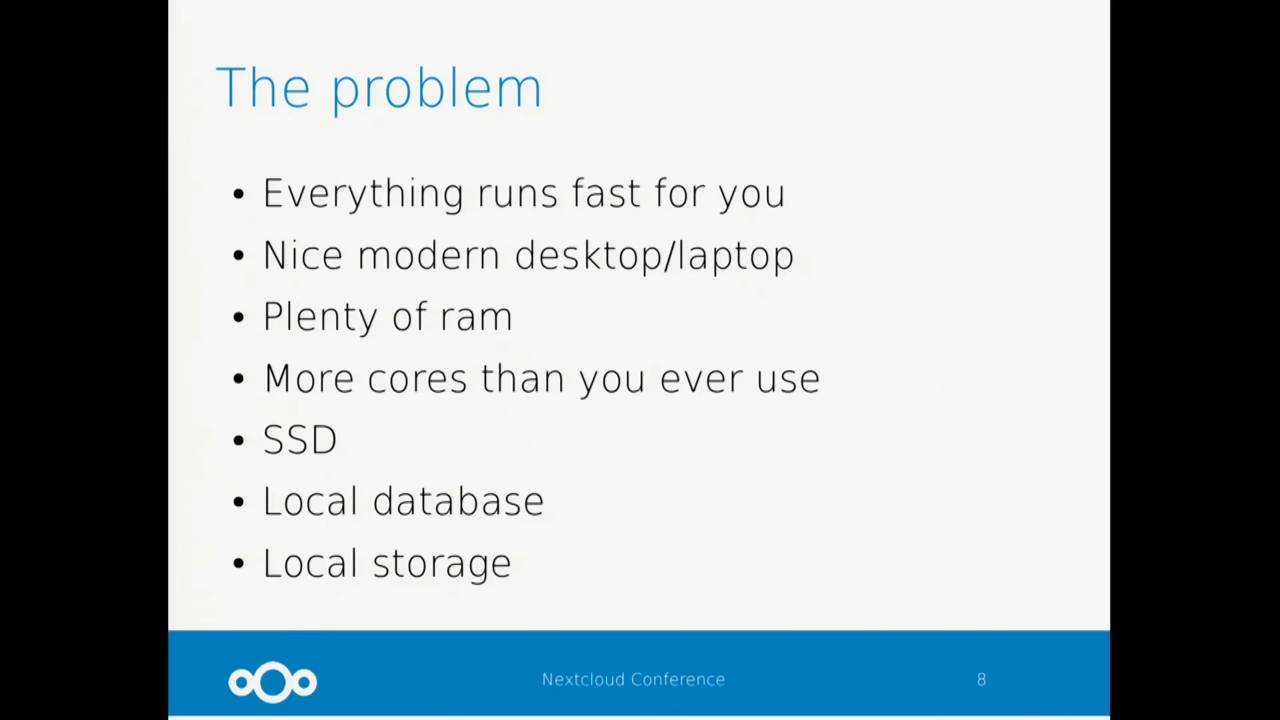 The problem
• Everything runs fast for you
• Nice modern desktop/laptop
• Plenty of ram
• More cores than you ever use
• SSD
• Local database
• Local storage
Nextcloud Conference
8